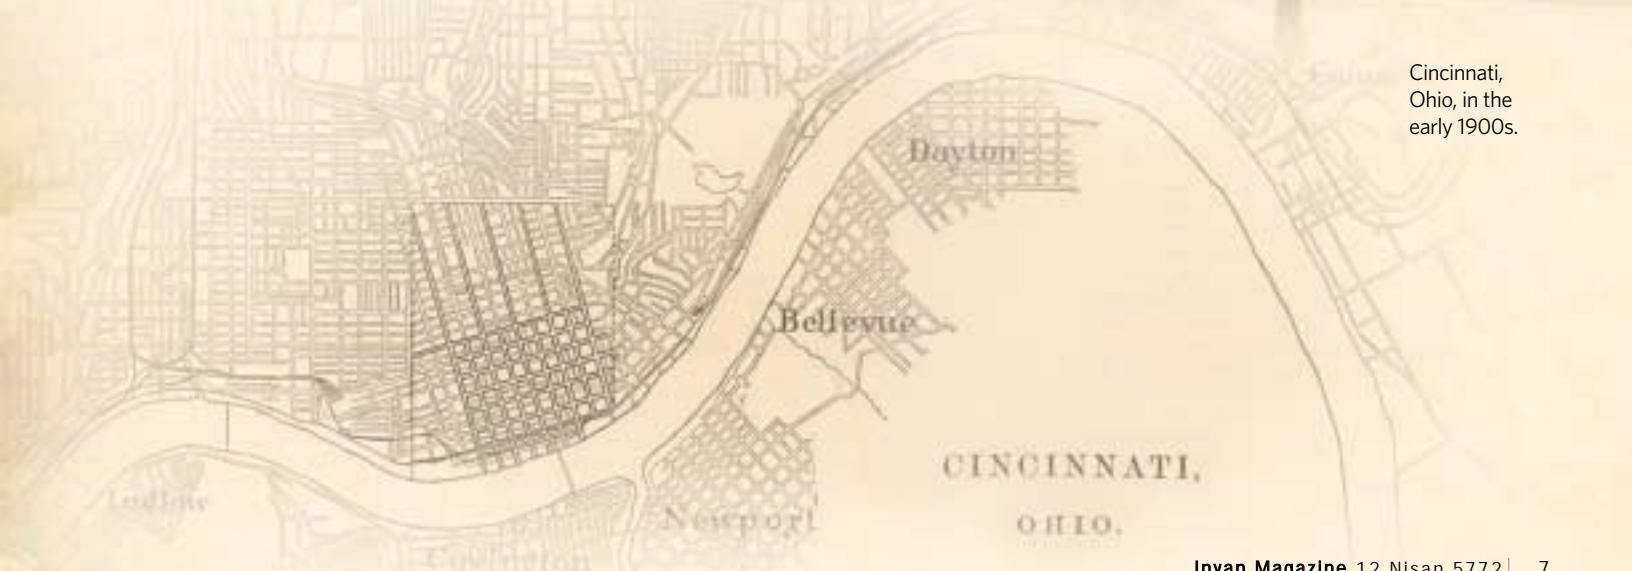 Cincinnati,
Ohio, in the
early 1900s.
Dayton
Bellevue
CINCINNATI,
OHIO.
Ludlow
Newport
Covington
Inyan Magazine 12 Nisan 5772 7